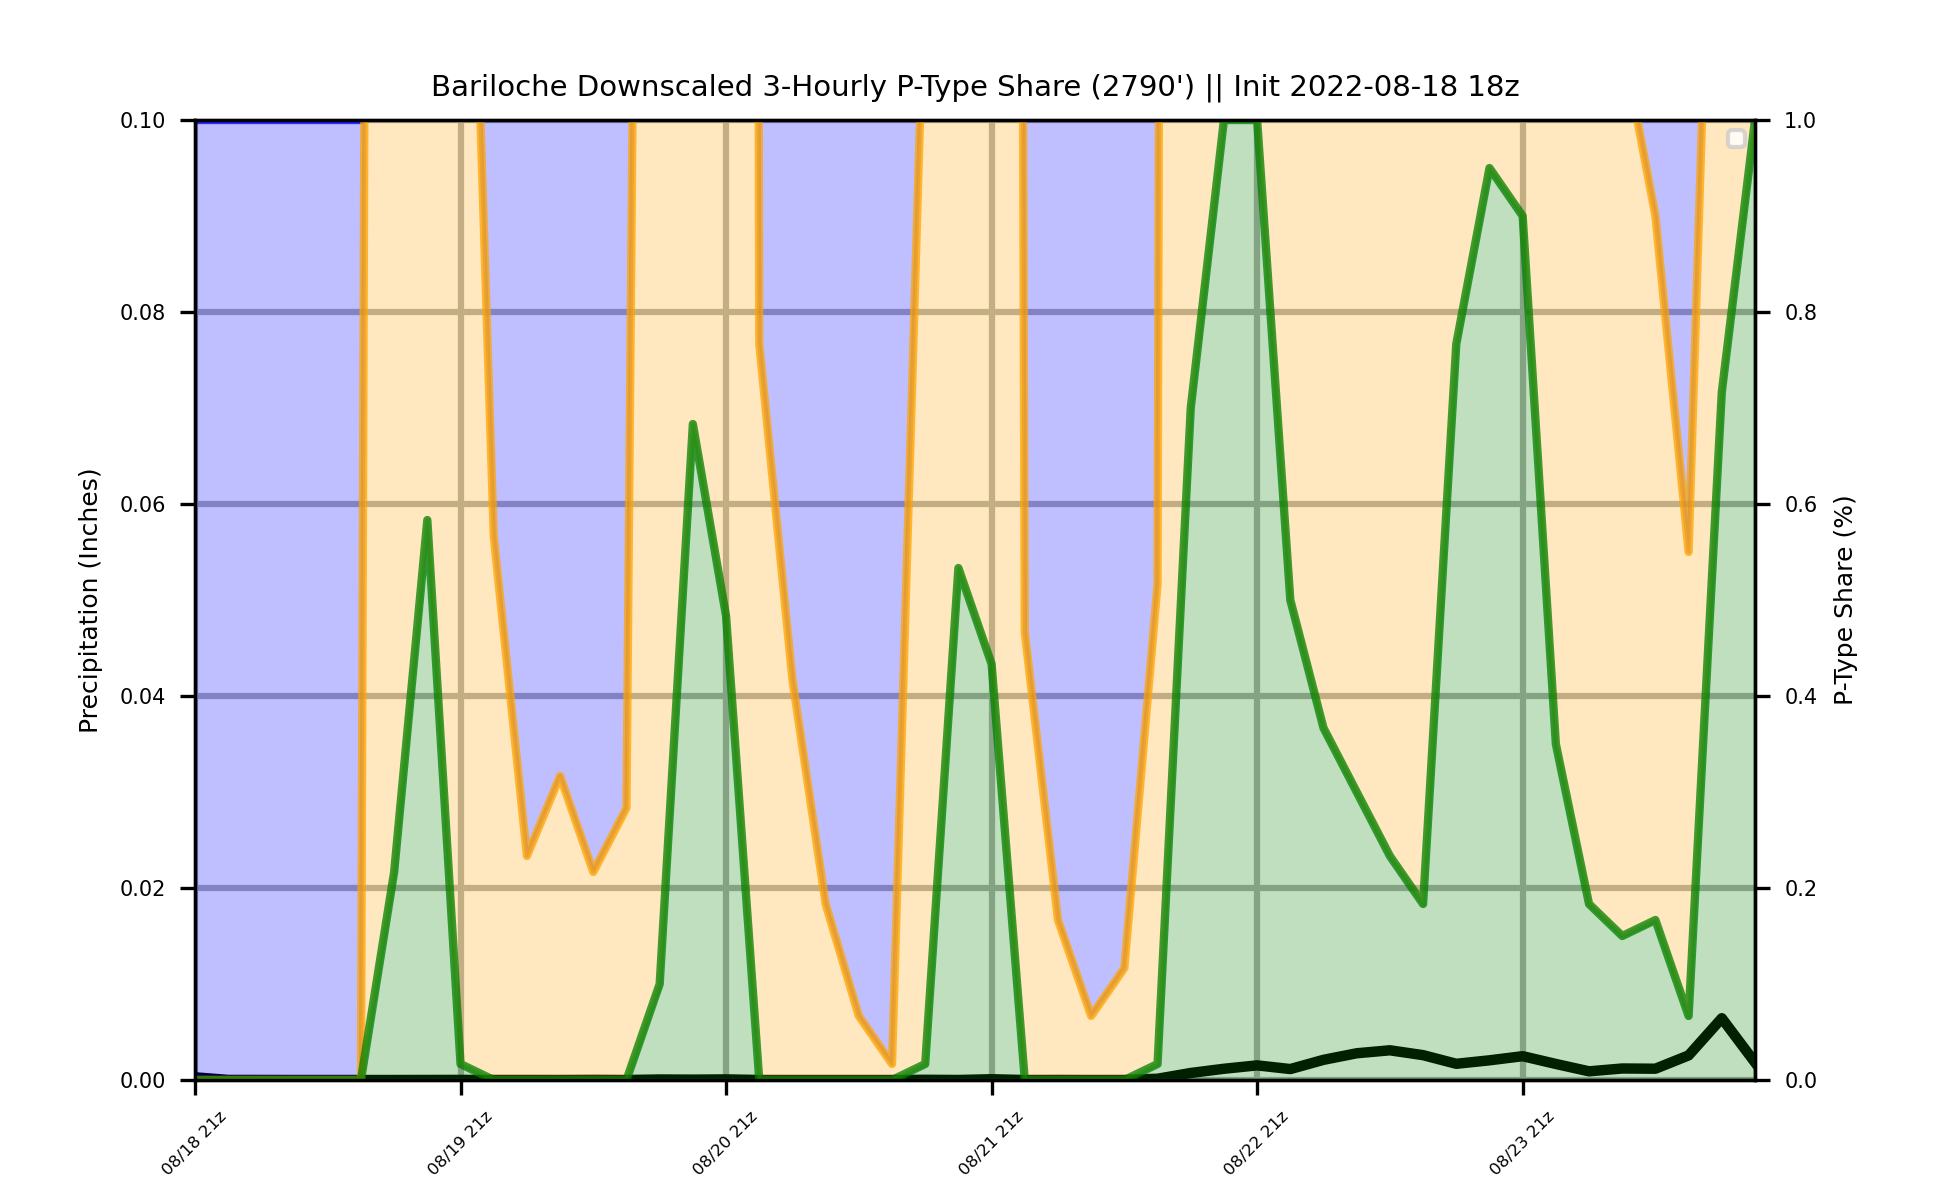 Bariloche Downscaled 3-Hourly P-Type Share (2790') || Init 2022-08-18 18z
0.10
0.08
0.06
0.04
0.02
0.00
Precipitation (Inches)
1.0
0.8
0.6
0.4
0.2
0.0
P-Type Share (%)
08/18 21z
08/19 21z
08/20 21z
08/21 21z
08/22 21z
08/23 21z